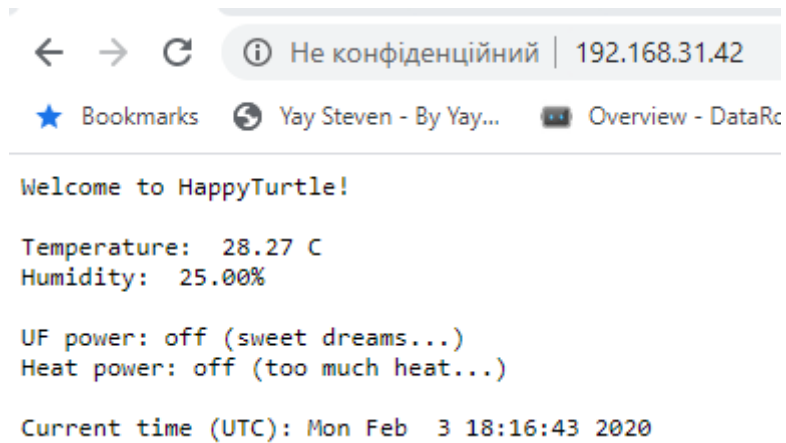 Не конфіденційний | 192.168.31.42
Bookmarks Yay Steven - By Yay... Overview - DataRo
Welcome to HappyTurtle!
Temperature:  28.27 C
Humidity:  25.00%
UF power: off (sweet dreams...)
Heat power: off (too much heat...)
Current time (UTC): Mon Feb  3 18:16:43 2020